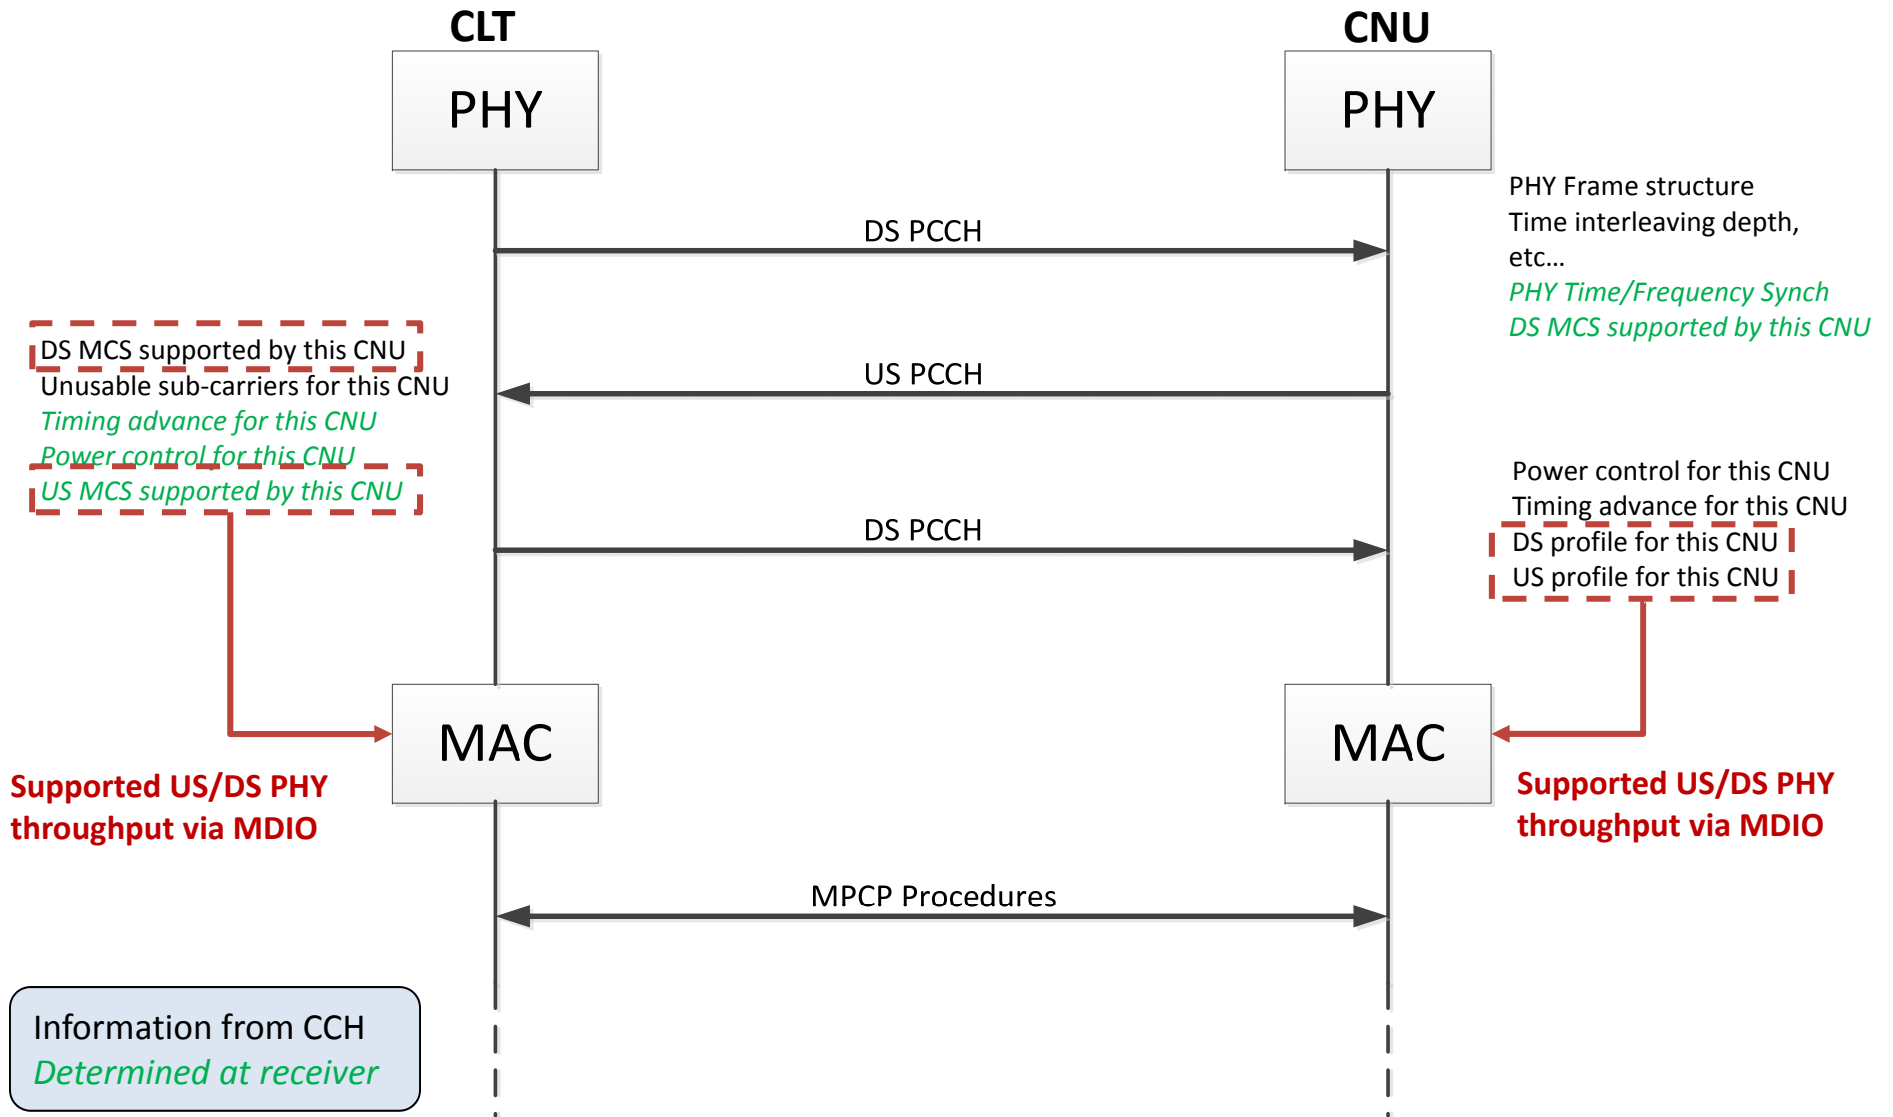 CLT
CNU
PHY
PHY
PHY Frame structure
Time interleaving depth,
etc...
PHY Time/Frequency Synch
DS MCS supported by this CNU
DS PCCH
DS MCS supported by this CNU
Unusable sub-carriers for this CNU
Timing advance for this CNU
Power control for this CNU
US MCS supported by this CNU
US PCCH
DS PCCH
Power control for this CNU
Timing advance for this CNU
DS profile for this CNU
US profile for this CNU
MAC
MAC
Supported US/DS PHY
throughput via MDIO
Supported US/DS PHY
throughput via MDIO
MPCP Procedures
Information from CCH
Determined at receiver